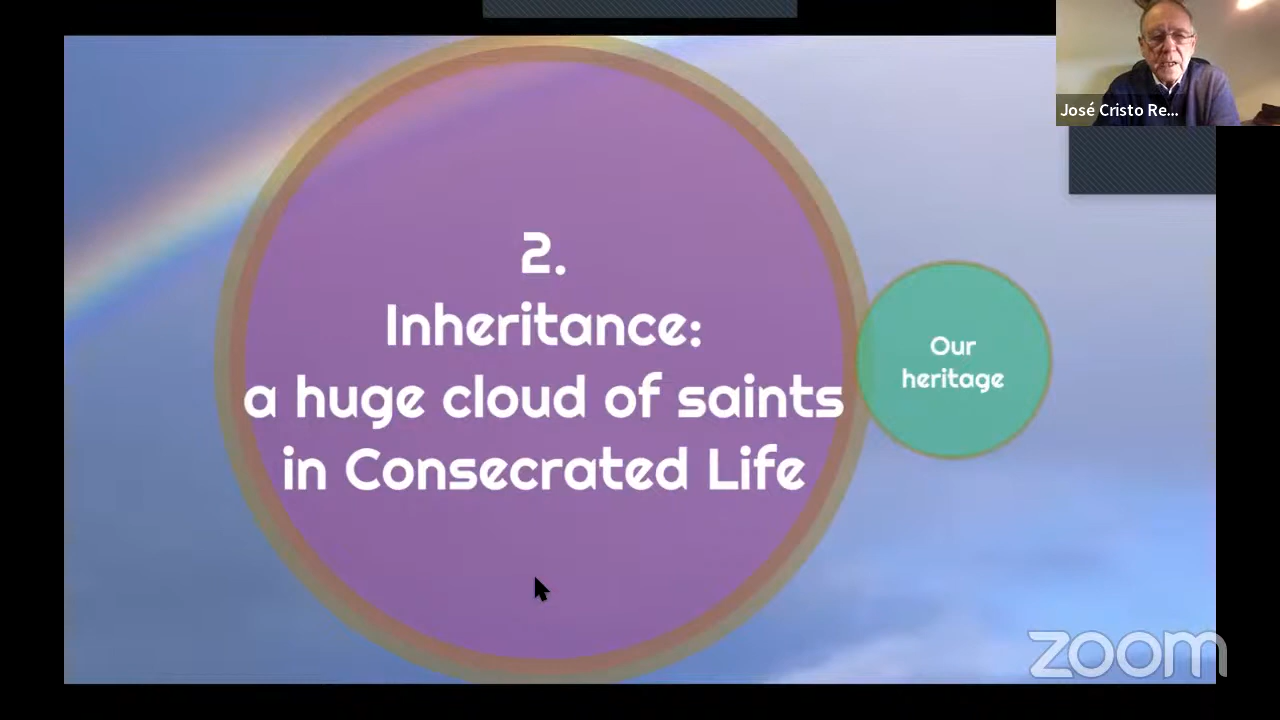 José Cristo Re...
2.
Inheritance:
a huge cloud of saints
in Consecrated Life
Our
heritage
zoom